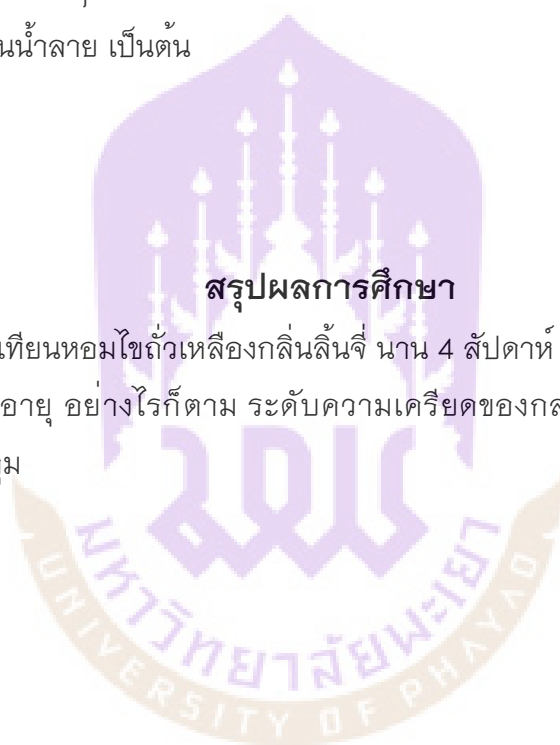 นน้ำลาย เป็นต้น
สรุปผลการศึกษา
เทียนหอมไขถั่วเหลืองกลิ่นลิ้นจี่ นาน 4 สัปดาห์
อายุ อย่างไรก็ตาม ระดับความเครียดของกล
ม
มหาวิทยาลัยพะเยา
UNIVERSITY OF PHAYAO